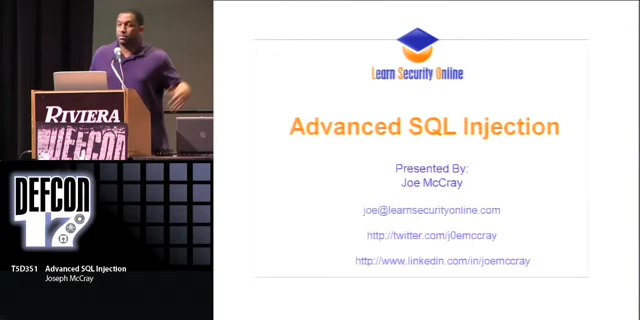 RIVIERA
DEFCON
DEFCON
17
T5D3S1 Advanced SQL Injection
Joseph McCray
Learn Security Online
Advanced SQL Injection
Presented By:
Joe McCray
joe@learnsecurityonline.com
http://twitter.com/j0emccray
http://www.linkedin.com/in/joemccray